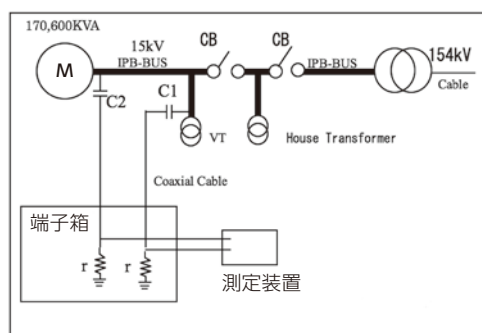 170,600KVA
15kV
CB
CB
154kV
M
IPB-BUS
IPB-BUS
Cable
C2
C1
VT
House Transformer
Coaxial Cable
端子箱
r
r
測定装置